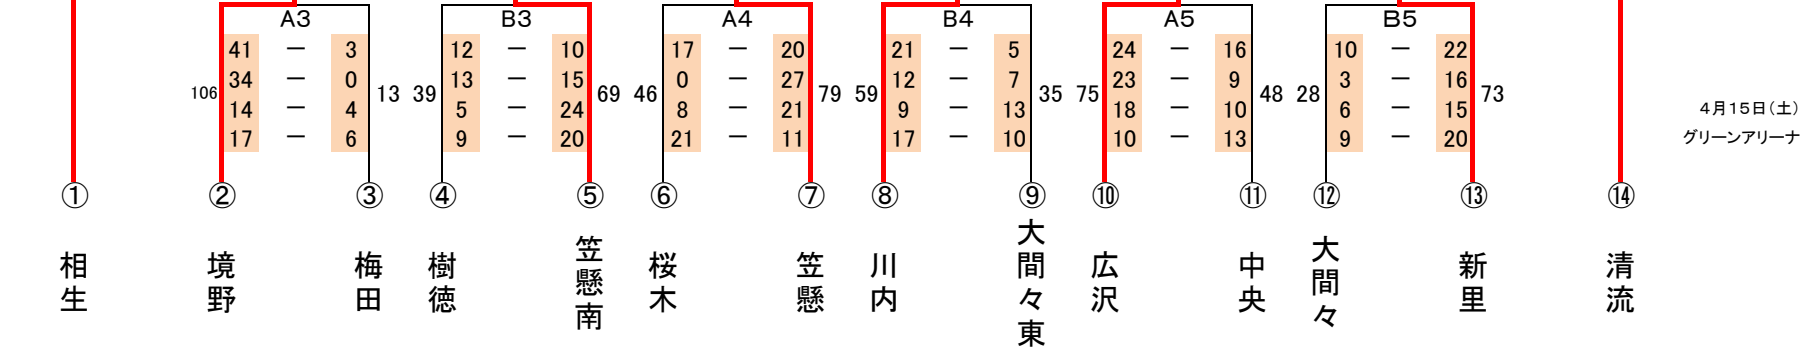 A3 B3 A4 B4 A5 B5
41 － 3 12 － 10 17 － 20 21 － 5 24 － 16 10 － 22
34 － 0 13 － 15 0 － 27 12 － 7 23 － 9 3 － 16
106 13 39 69 46 79 59 35 75 48 28 73
14 － 4 5 － 24 8 － 21 9 － 13 18 － 10 6 － 15 4月15日(土)
17 － 6 9 － 20 21 － 11 17 － 10 10 － 13 9 － 20 グリーンアリーナ
① ② ③ ④ ⑤ ⑥ ⑦ ⑧ ⑨ ⑩ ⑪ ⑫ ⑬ ⑭
相生
境野
梅田
樹徳
笠懸南
桜木
笠懸
川内
大間々東
広沢
中央
大間々
新里
清流